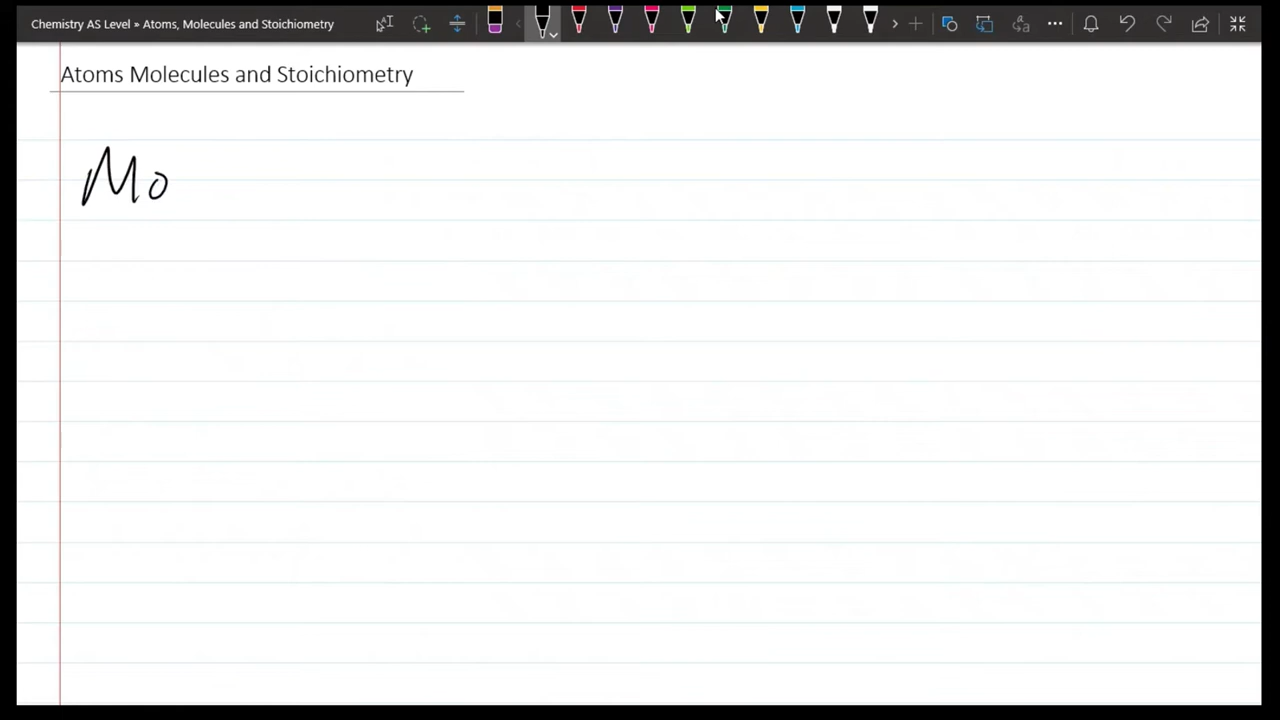 Chemistry AS Level » Atoms, Molecules and Stoichiometry
Atoms Molecules and Stoichiometry
Mo